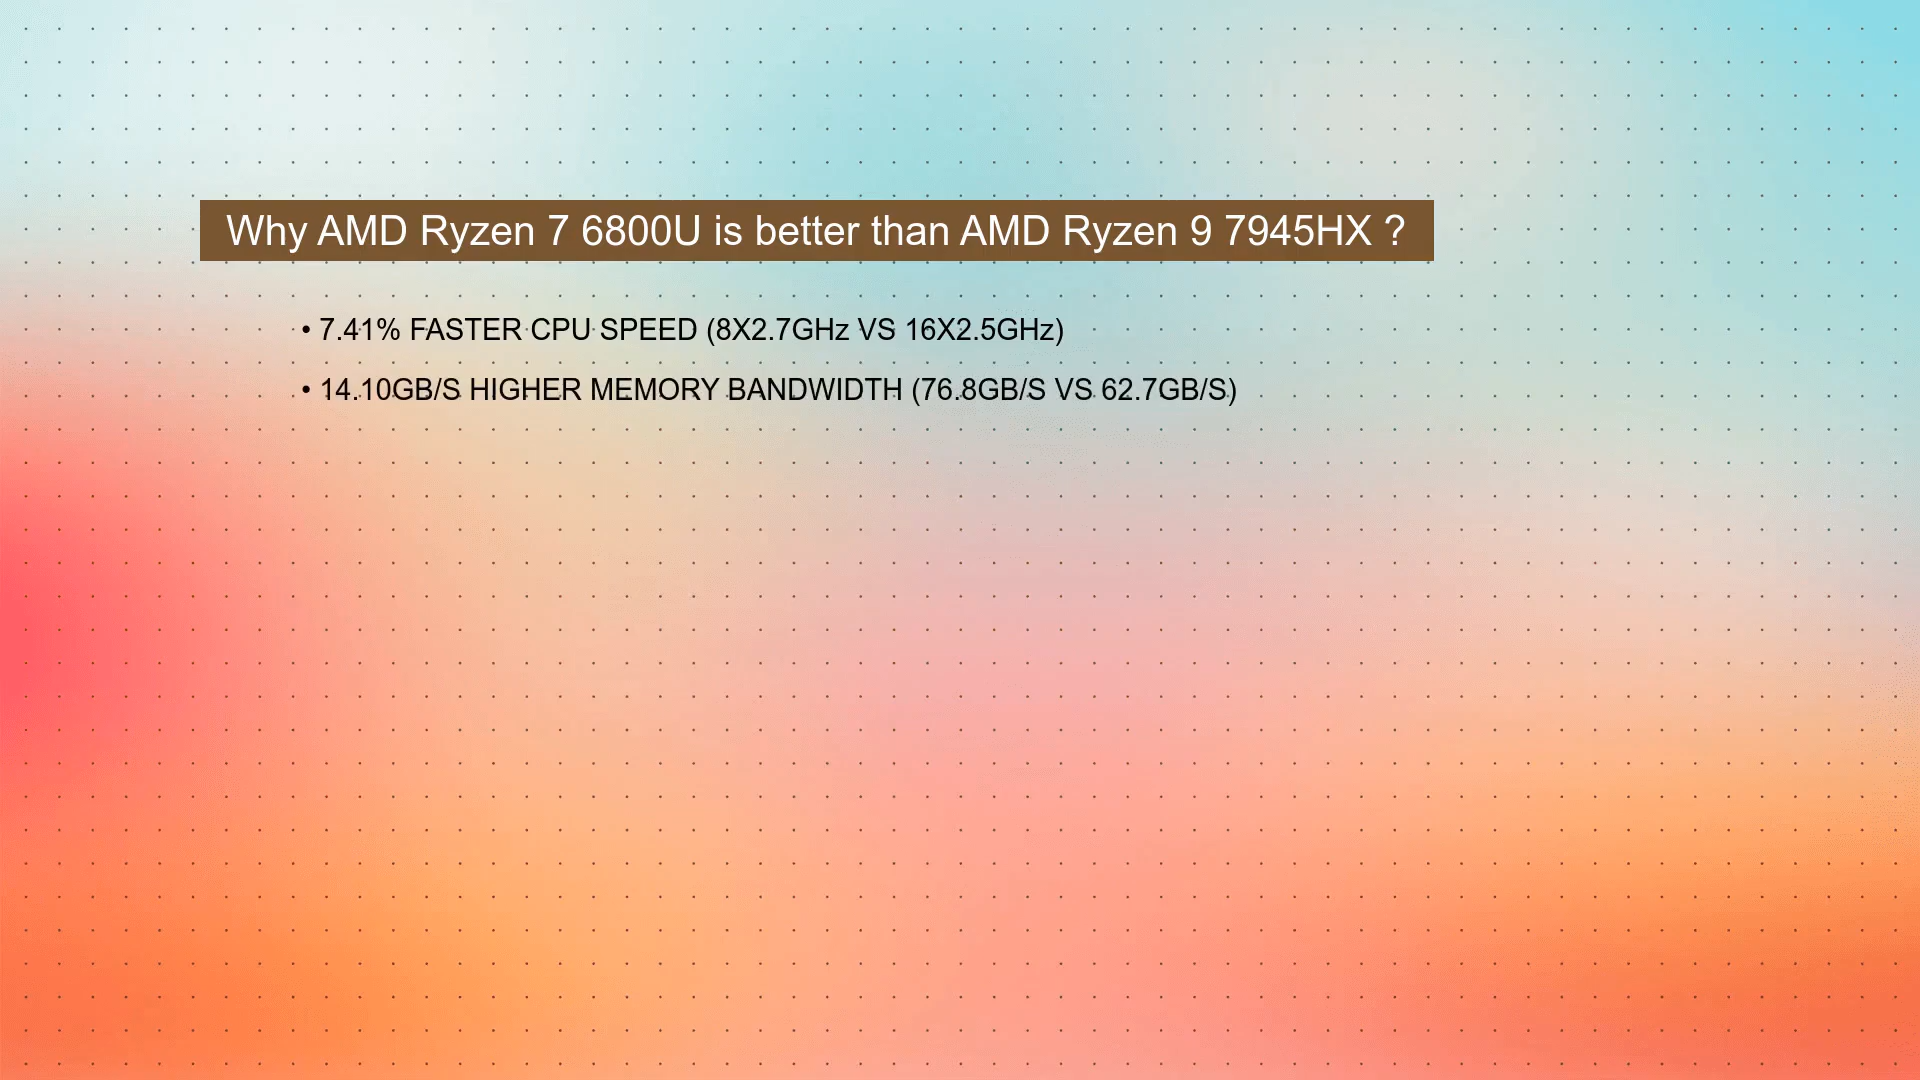 Why AMD Ryzen 7 6800U is better than AMD Ryzen 9 7945HX ?
• 7.41% FASTER CPU SPEED (8X2.7GHz VS 16X2.5GHz)
• 14.10GB/S HIGHER MEMORY BANDWIDTH (76.8GB/S VS 62.7GB/S)